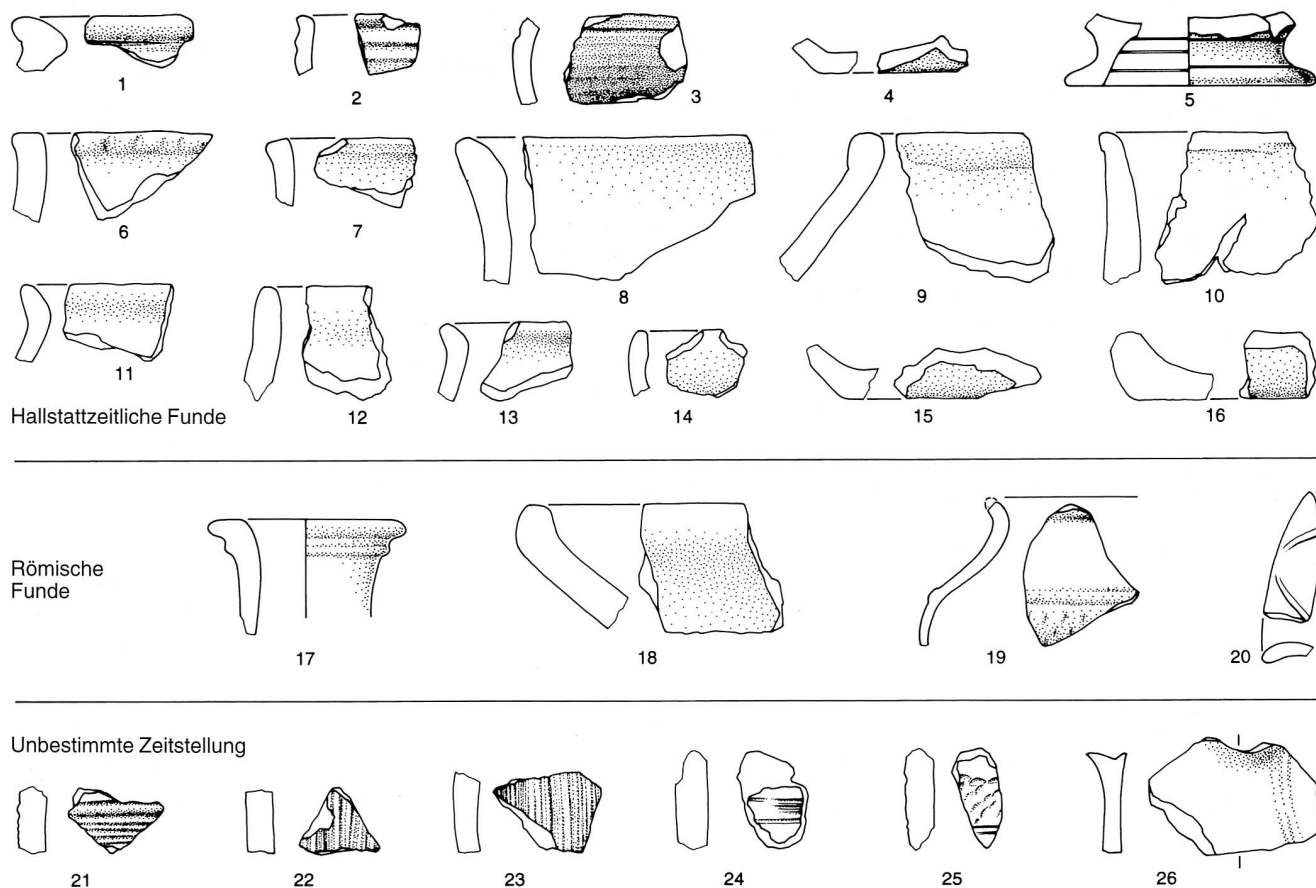 1 2 3 4 5
6 7 8 9 10
11 12 13 14 15 16
Hallstattzeitliche Funde
Römische
Funde
17 18 19 20
Unbestimmte Zeitstellung
21 22 23 24 25 26